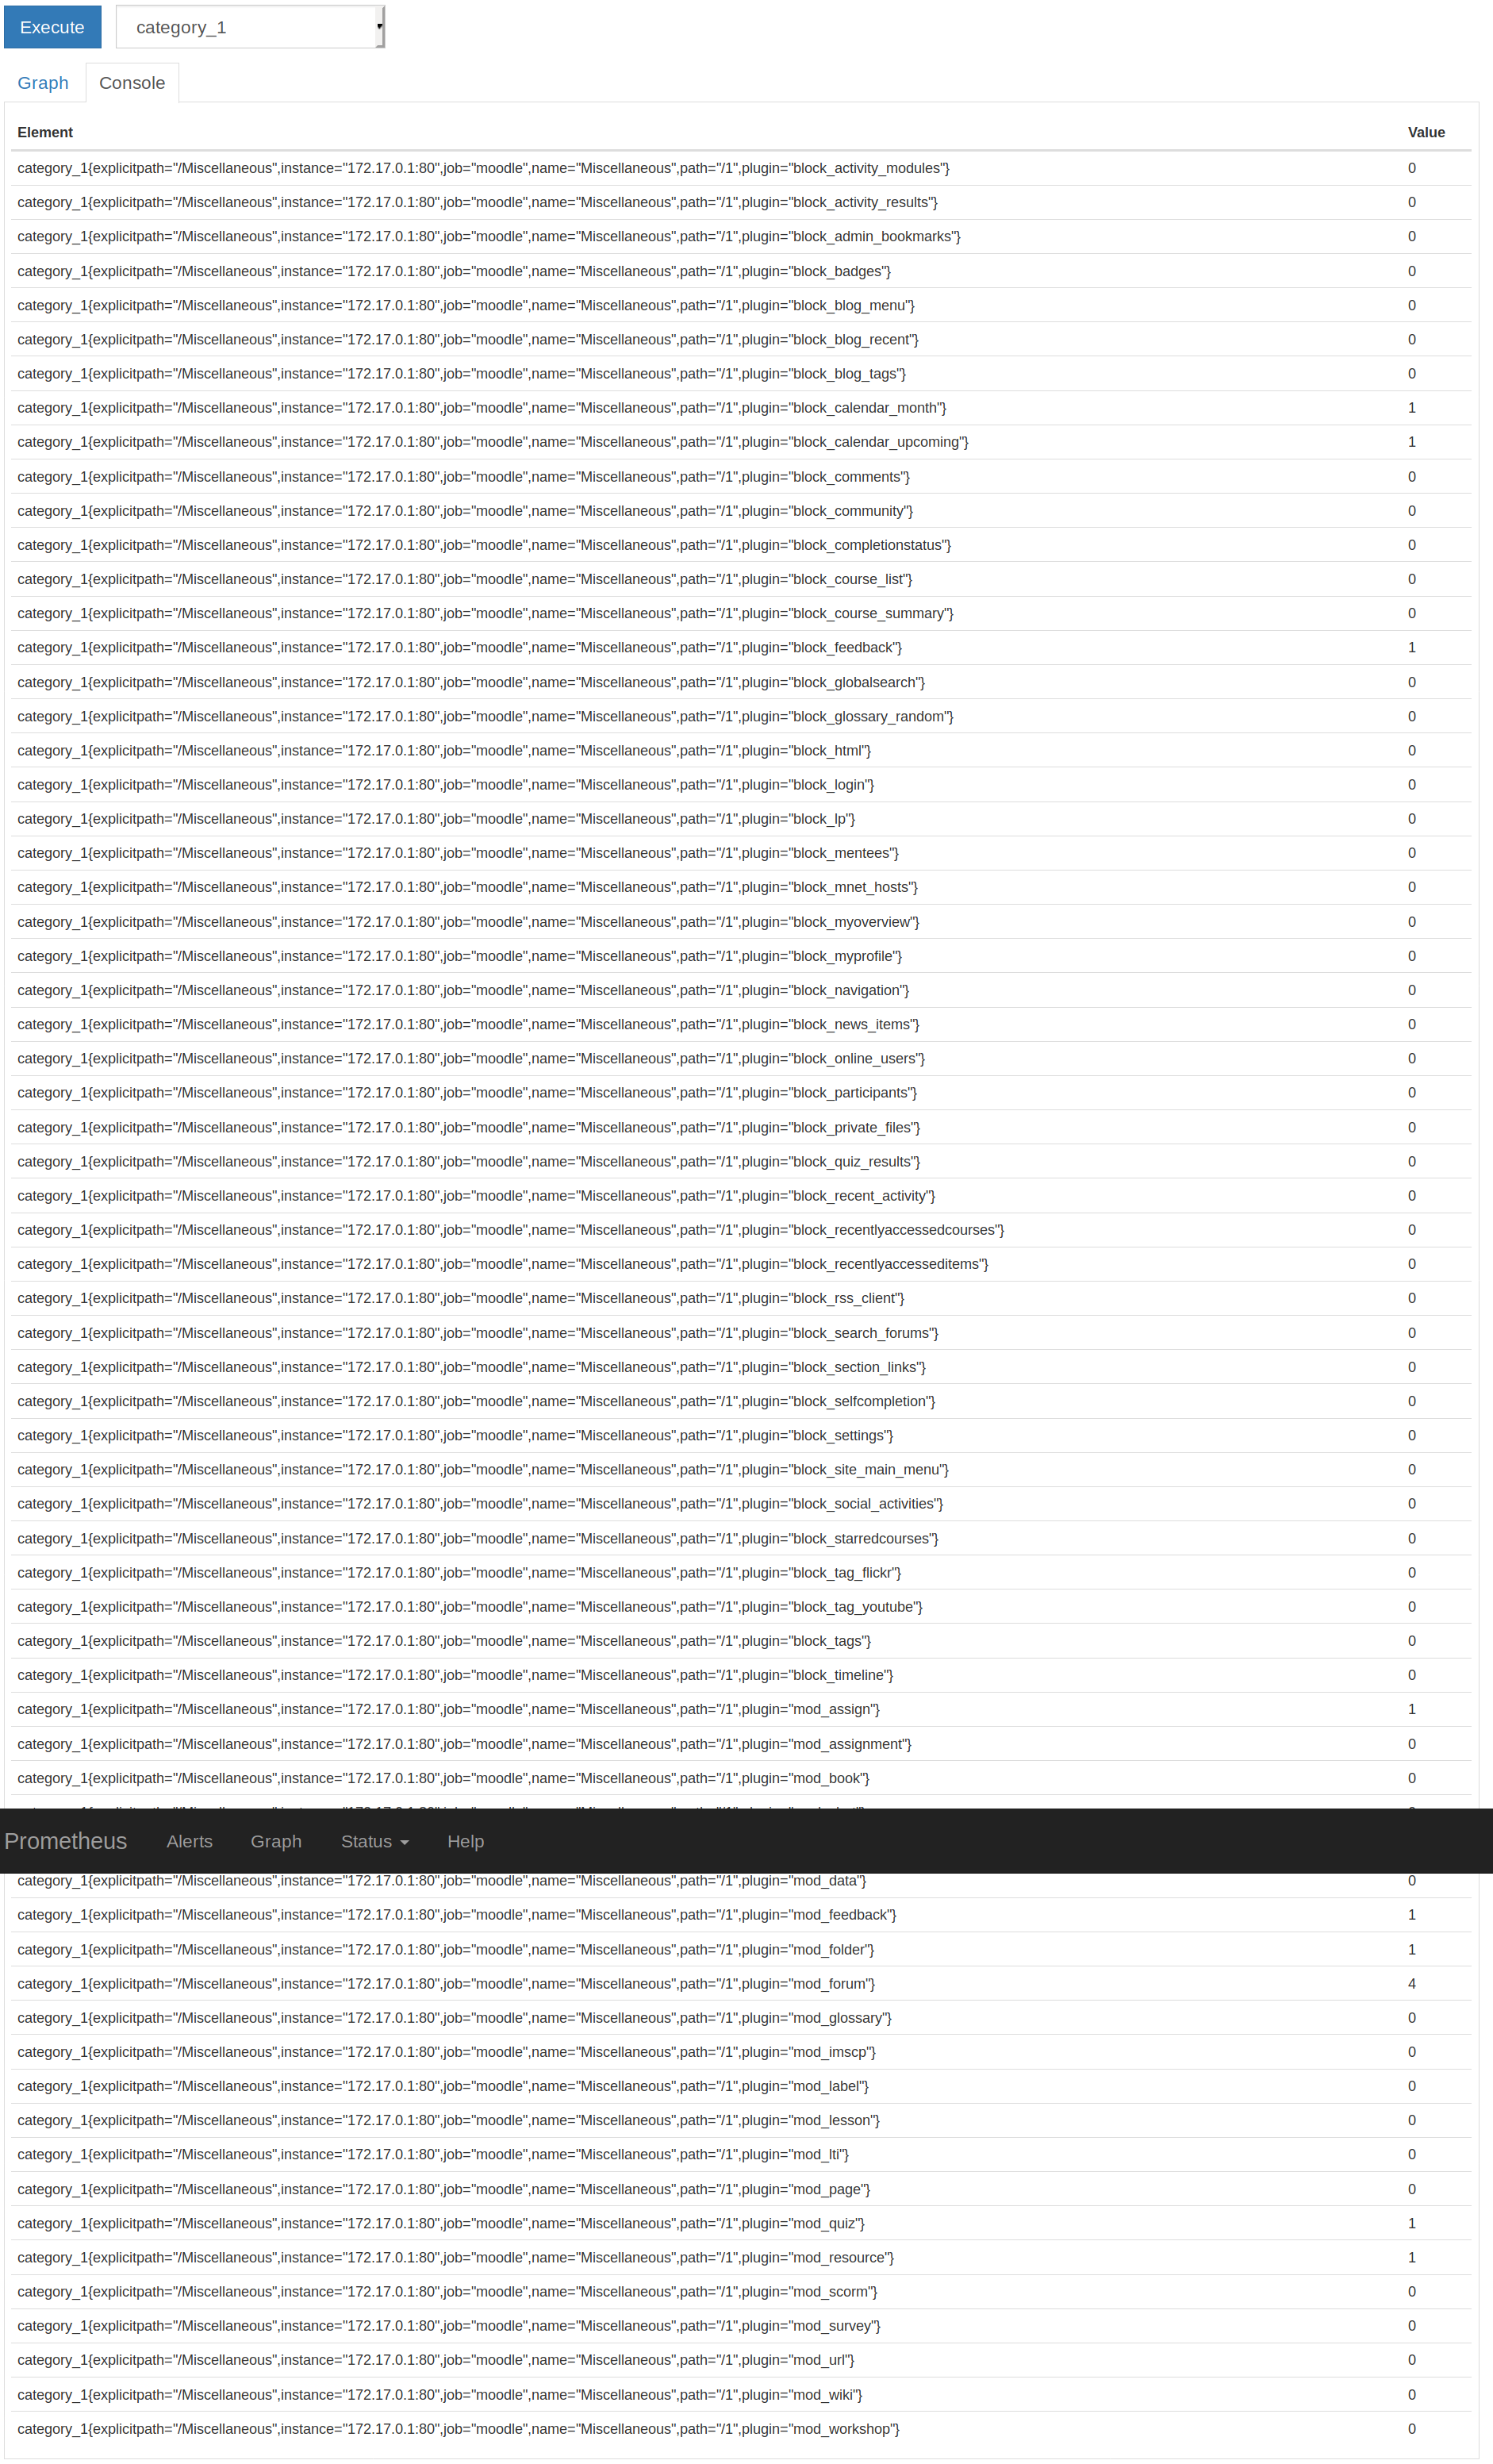 Execute category_1
Graph Console
Element Value
category_1{explicitpath="/Miscellaneous",instance="172.17.0.1:80",job="moodle",name="Miscellaneous",path="/1",plugin="block_activity_modules"} 0
category_1{explicitpath="/Miscellaneous",instance="172.17.0.1:80",job="moodle",name="Miscellaneous",path="/1",plugin="block_activity_results"} 0
category_1{explicitpath="/Miscellaneous",instance="172.17.0.1:80",job="moodle",name="Miscellaneous",path="/1",plugin="block_admin_bookmarks"} 0
category_1{explicitpath="/Miscellaneous",instance="172.17.0.1:80",job="moodle",name="Miscellaneous",path="/1",plugin="block_badges"} 0
category_1{explicitpath="/Miscellaneous",instance="172.17.0.1:80",job="moodle",name="Miscellaneous",path="/1",plugin="block_blog_menu"} 0
category_1{explicitpath="/Miscellaneous",instance="172.17.0.1:80",job="moodle",name="Miscellaneous",path="/1",plugin="block_blog_recent"} 0
category_1{explicitpath="/Miscellaneous",instance="172.17.0.1:80",job="moodle",name="Miscellaneous",path="/1",plugin="block_blog_tags"} 0
category_1{explicitpath="/Miscellaneous",instance="172.17.0.1:80",job="moodle",name="Miscellaneous",path="/1",plugin="block_calendar_month"} 1
category_1{explicitpath="/Miscellaneous",instance="172.17.0.1:80",job="moodle",name="Miscellaneous",path="/1",plugin="block_calendar_upcoming"} 1
category_1{explicitpath="/Miscellaneous",instance="172.17.0.1:80",job="moodle",name="Miscellaneous",path="/1",plugin="block_comments"} 0
category_1{explicitpath="/Miscellaneous",instance="172.17.0.1:80",job="moodle",name="Miscellaneous",path="/1",plugin="block_community"} 0
category_1{explicitpath="/Miscellaneous",instance="172.17.0.1:80",job="moodle",name="Miscellaneous",path="/1",plugin="block_completionstatus"} 0
category_1{explicitpath="/Miscellaneous",instance="172.17.0.1:80",job="moodle",name="Miscellaneous",path="/1",plugin="block_course_list"} 0
category_1{explicitpath="/Miscellaneous",instance="172.17.0.1:80",job="moodle",name="Miscellaneous",path="/1",plugin="block_course_summary"} 0
category_1{explicitpath="/Miscellaneous",instance="172.17.0.1:80",job="moodle",name="Miscellaneous",path="/1",plugin="block_feedback"} 1
category_1{explicitpath="/Miscellaneous",instance="172.17.0.1:80",job="moodle",name="Miscellaneous",path="/1",plugin="block_globalsearch"} 0
category_1{explicitpath="/Miscellaneous",instance="172.17.0.1:80",job="moodle",name="Miscellaneous",path="/1",plugin="block_glossary_random"} 0
category_1{explicitpath="/Miscellaneous",instance="172.17.0.1:80",job="moodle",name="Miscellaneous",path="/1",plugin="block_html"} 0
category_1{explicitpath="/Miscellaneous",instance="172.17.0.1:80",job="moodle",name="Miscellaneous",path="/1",plugin="block_login"} 0
category_1{explicitpath="/Miscellaneous",instance="172.17.0.1:80",job="moodle",name="Miscellaneous",path="/1",plugin="block_lp"} 0
category_1{explicitpath="/Miscellaneous",instance="172.17.0.1:80",job="moodle",name="Miscellaneous",path="/1",plugin="block_mentees"} 0
category_1{explicitpath="/Miscellaneous",instance="172.17.0.1:80",job="moodle",name="Miscellaneous",path="/1",plugin="block_mnet_hosts"} 0
category_1{explicitpath="/Miscellaneous",instance="172.17.0.1:80",job="moodle",name="Miscellaneous",path="/1",plugin="block_myoverview"} 0
category_1{explicitpath="/Miscellaneous",instance="172.17.0.1:80",job="moodle",name="Miscellaneous",path="/1",plugin="block_myprofile"} 0
category_1{explicitpath="/Miscellaneous",instance="172.17.0.1:80",job="moodle",name="Miscellaneous",path="/1",plugin="block_navigation"} 0
category_1{explicitpath="/Miscellaneous",instance="172.17.0.1:80",job="moodle",name="Miscellaneous",path="/1",plugin="block_news_items"} 0
category_1{explicitpath="/Miscellaneous",instance="172.17.0.1:80",job="moodle",name="Miscellaneous",path="/1",plugin="block_online_users"} 0
category_1{explicitpath="/Miscellaneous",instance="172.17.0.1:80",job="moodle",name="Miscellaneous",path="/1",plugin="block_participants"} 0
category_1{explicitpath="/Miscellaneous",instance="172.17.0.1:80",job="moodle",name="Miscellaneous",path="/1",plugin="block_private_files"} 0
category_1{explicitpath="/Miscellaneous",instance="172.17.0.1:80",job="moodle",name="Miscellaneous",path="/1",plugin="block_quiz_results"} 0
category_1{explicitpath="/Miscellaneous",instance="172.17.0.1:80",job="moodle",name="Miscellaneous",path="/1",plugin="block_recent_activity"} 0
category_1{explicitpath="/Miscellaneous",instance="172.17.0.1:80",job="moodle",name="Miscellaneous",path="/1",plugin="block_recentlyaccessedcourses"} 0
category_1{explicitpath="/Miscellaneous",instance="172.17.0.1:80",job="moodle",name="Miscellaneous",path="/1",plugin="block_recentlyaccesseditems"} 0
category_1{explicitpath="/Miscellaneous",instance="172.17.0.1:80",job="moodle",name="Miscellaneous",path="/1",plugin="block_rss_client"} 0
category_1{explicitpath="/Miscellaneous",instance="172.17.0.1:80",job="moodle",name="Miscellaneous",path="/1",plugin="block_search_forums"} 0
category_1{explicitpath="/Miscellaneous",instance="172.17.0.1:80",job="moodle",name="Miscellaneous",path="/1",plugin="block_section_links"} 0
category_1{explicitpath="/Miscellaneous",instance="172.17.0.1:80",job="moodle",name="Miscellaneous",path="/1",plugin="block_selfcompletion"} 0
category_1{explicitpath="/Miscellaneous",instance="172.17.0.1:80",job="moodle",name="Miscellaneous",path="/1",plugin="block_settings"} 0
category_1{explicitpath="/Miscellaneous",instance="172.17.0.1:80",job="moodle",name="Miscellaneous",path="/1",plugin="block_site_main_menu"} 0
category_1{explicitpath="/Miscellaneous",instance="172.17.0.1:80",job="moodle",name="Miscellaneous",path="/1",plugin="block_social_activities"} 0
category_1{explicitpath="/Miscellaneous",instance="172.17.0.1:80",job="moodle",name="Miscellaneous",path="/1",plugin="block_starredcourses"} 0
category_1{explicitpath="/Miscellaneous",instance="172.17.0.1:80",job="moodle",name="Miscellaneous",path="/1",plugin="block_tag_flickr"} 0
category_1{explicitpath="/Miscellaneous",instance="172.17.0.1:80",job="moodle",name="Miscellaneous",path="/1",plugin="block_tag_youtube"} 0
category_1{explicitpath="/Miscellaneous",instance="172.17.0.1:80",job="moodle",name="Miscellaneous",path="/1",plugin="block_tags"} 0
category_1{explicitpath="/Miscellaneous",instance="172.17.0.1:80",job="moodle",name="Miscellaneous",path="/1",plugin="block_timeline"} 0
category_1{explicitpath="/Miscellaneous",instance="172.17.0.1:80",job="moodle",name="Miscellaneous",path="/1",plugin="mod_assign"} 1
category_1{explicitpath="/Miscellaneous",instance="172.17.0.1:80",job="moodle",name="Miscellaneous",path="/1",plugin="mod_assignment"} 0
category_1{explicitpath="/Miscellaneous",instance="172.17.0.1:80",job="moodle",name="Miscellaneous",path="/1",plugin="mod_book"} 0
Prometheus Alerts Graph Status Help
category_1{explicitpath="/Miscellaneous",instance="172.17.0.1:80",job="moodle",name="Miscellaneous",path="/1",plugin="mod_data"} 0
category_1{explicitpath="/Miscellaneous",instance="172.17.0.1:80",job="moodle",name="Miscellaneous",path="/1",plugin="mod_feedback"} 1
category_1{explicitpath="/Miscellaneous",instance="172.17.0.1:80",job="moodle",name="Miscellaneous",path="/1",plugin="mod_folder"} 1
category_1{explicitpath="/Miscellaneous",instance="172.17.0.1:80",job="moodle",name="Miscellaneous",path="/1",plugin="mod_forum"} 4
category_1{explicitpath="/Miscellaneous",instance="172.17.0.1:80",job="moodle",name="Miscellaneous",path="/1",plugin="mod_glossary"} 0
category_1{explicitpath="/Miscellaneous",instance="172.17.0.1:80",job="moodle",name="Miscellaneous",path="/1",plugin="mod_imscp"} 0
category_1{explicitpath="/Miscellaneous",instance="172.17.0.1:80",job="moodle",name="Miscellaneous",path="/1",plugin="mod_label"} 0
category_1{explicitpath="/Miscellaneous",instance="172.17.0.1:80",job="moodle",name="Miscellaneous",path="/1",plugin="mod_lesson"} 0
category_1{explicitpath="/Miscellaneous",instance="172.17.0.1:80",job="moodle",name="Miscellaneous",path="/1",plugin="mod_lti"} 0
category_1{explicitpath="/Miscellaneous",instance="172.17.0.1:80",job="moodle",name="Miscellaneous",path="/1",plugin="mod_page"} 0
category_1{explicitpath="/Miscellaneous",instance="172.17.0.1:80",job="moodle",name="Miscellaneous",path="/1",plugin="mod_quiz"} 1
category_1{explicitpath="/Miscellaneous",instance="172.17.0.1:80",job="moodle",name="Miscellaneous",path="/1",plugin="mod_resource"} 1
category_1{explicitpath="/Miscellaneous",instance="172.17.0.1:80",job="moodle",name="Miscellaneous",path="/1",plugin="mod_scorm"} 0
category_1{explicitpath="/Miscellaneous",instance="172.17.0.1:80",job="moodle",name="Miscellaneous",path="/1",plugin="mod_survey"} 0
category_1{explicitpath="/Miscellaneous",instance="172.17.0.1:80",job="moodle",name="Miscellaneous",path="/1",plugin="mod_url"} 0
category_1{explicitpath="/Miscellaneous",instance="172.17.0.1:80",job="moodle",name="Miscellaneous",path="/1",plugin="mod_wiki"} 0
category_1{explicitpath="/Miscellaneous",instance="172.17.0.1:80",job="moodle",name="Miscellaneous",path="/1",plugin="mod_workshop"} 0